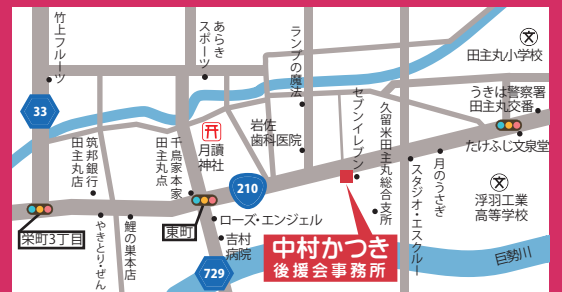 竹上フルーツ
あらき
スポーツ
ランプの魔法
文
田主丸小学校
33
うきは警察署
田主丸交番
筑邦銀行
田主丸店
千鳥家本家
田主丸点
月讀
神社
岩佐
歯科医院
セブンイレブン
久留米田主丸総合支所
たけふじ文泉堂
210
月のうさぎ
スタジオ・エスクルー
文
浮羽工業
高等学校
栄町3丁目
やきとり・ぜん
鯉の巣本店
東町
ローズ・エンジェル
吉村
病院
729
中村かつき
後援会事務所
巨勢川